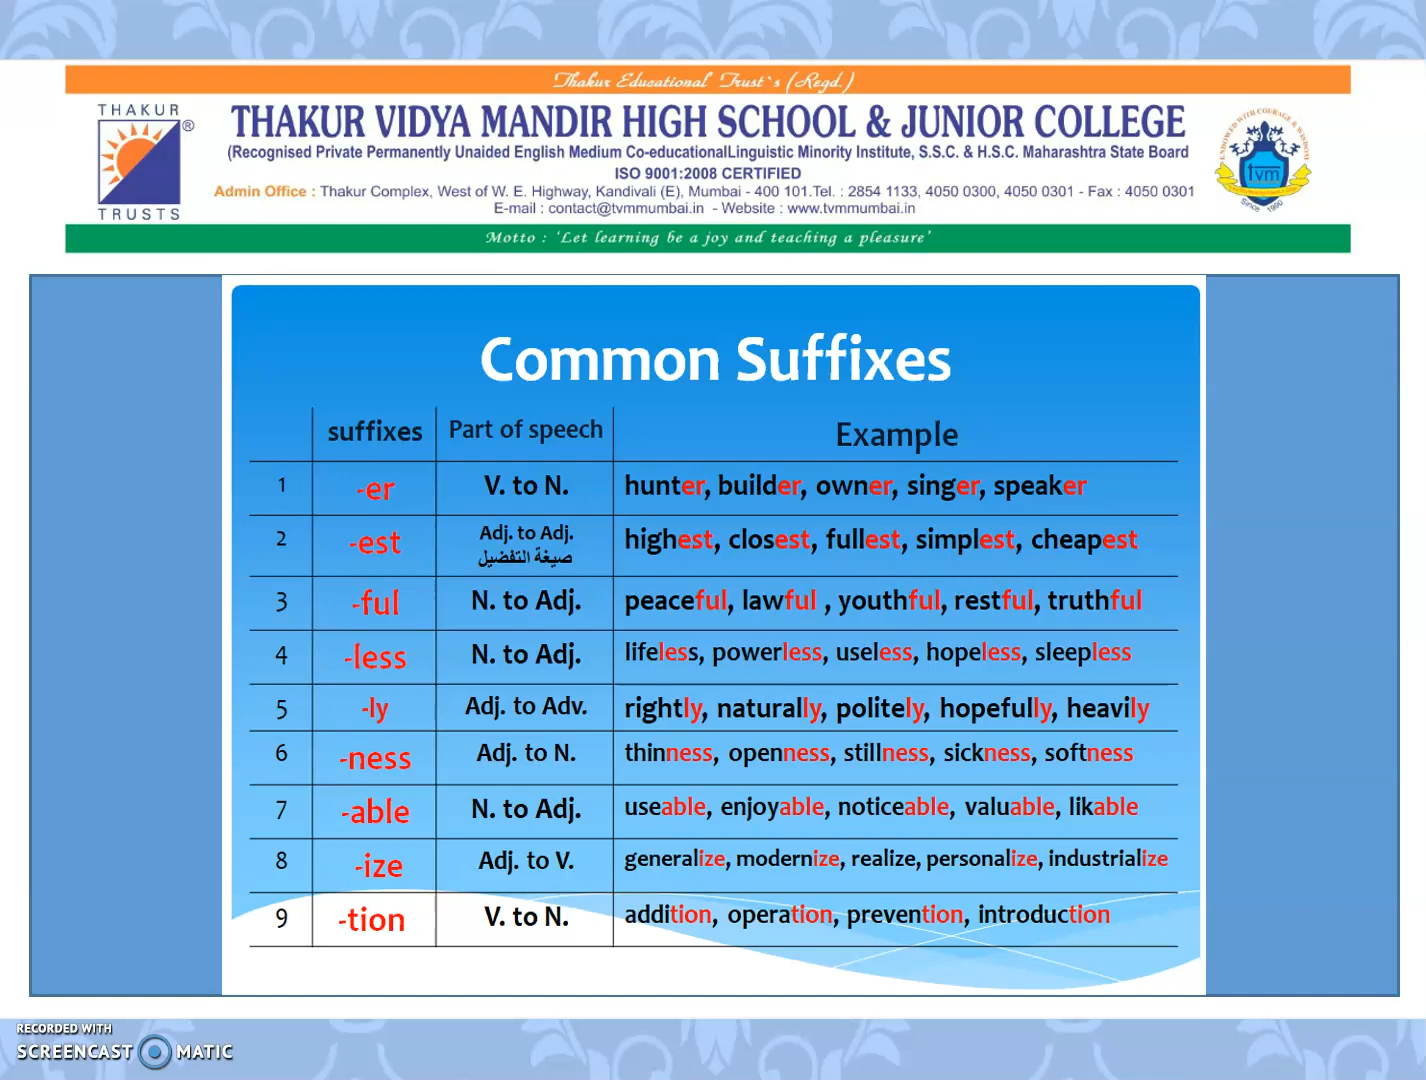 Thakur Educational Trust`s (Regd.)
THAKUR
®
TRUSTS
THAKUR VIDYA MANDIR HIGH SCHOOL & JUNIOR COLLEGE
(Recognised Private Permanently Unaided English Medium Co-educationalLinguistic Minority Institute, S.S.C. & H.S.C. Maharashtra State Board
ISO 9001:2008 CERTIFIED
Admin Office : Thakur Complex, West of W. E. Highway, Kandivali (E), Mumbai - 400 101.Tel. : 2854 1133, 4050 0300, 4050 0301 - Fax : 4050 0301
E-mail : contact@tvmmumbai.in - Website : www.tvmmumbai.in
ENDOWED WITH COURAGE & WISDOM
tvm
Since 1990
Motto : ‘Let learning be a joy and teaching a pleasure’
Common Suffixes
suffixes Part of speech Example
1 -er V. to N. hunter, builder, owner, singer, speaker
2 -est Adj. to Adj. highest, closest, fullest, simplest, cheapest
صيغة التفضيل
3 -ful N. to Adj. peaceful, lawful , youthful, restful, truthful
4 -less N. to Adj. lifeless, powerless, useless, hopeless, sleepless
5 -ly Adj. to Adv. rightly, naturally, politely, hopefully, heavily
6 -ness Adj. to N. thinness, openness, stillness, sickness, softness
7 -able N. to Adj. useable, enjoyable, noticeable, valuable, likable
8 -ize Adj. to V. generalize, modernize, realize, personalize, industrialize
9 -tion V. to N. addition, operation, prevention, introduction
RECORDED WITH
SCREENCAST MATIC